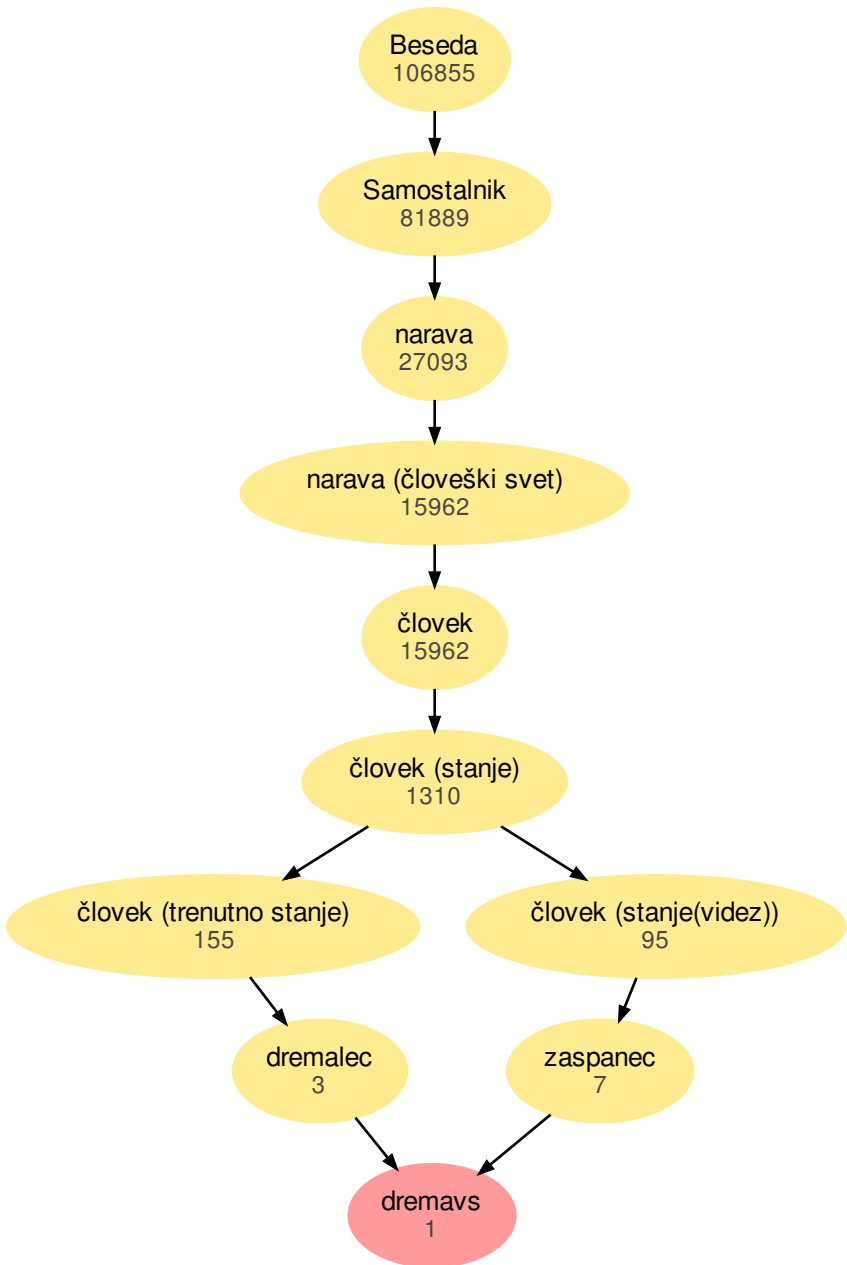 Beseda
106855
Samostalnik
81889
narava
27093
narava (človeški svet)
15962
človek
15962
človek (stanje)
1310
človek (trenutno stanje)
155
človek (stanje(videz))
95
dremalec
3
zaspanec
7
dremavs
1